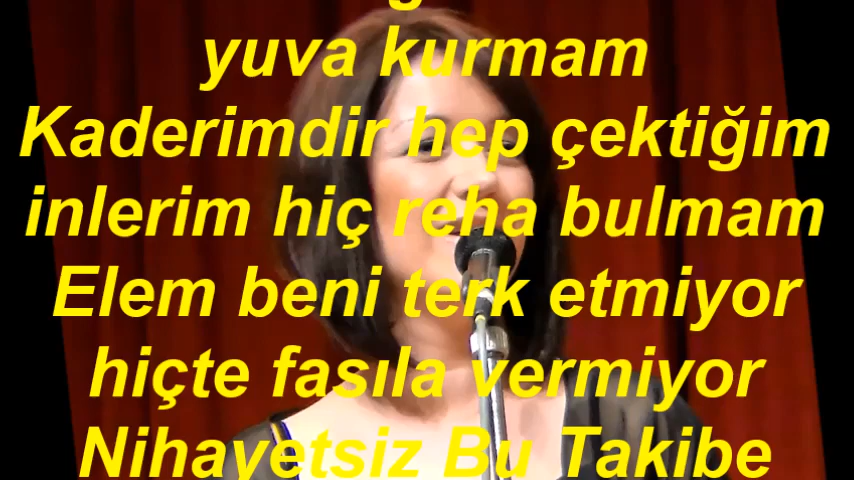 yuva kurmam
Kaderimdir hep çektiğim
inlerim hiç reha bulmam
Elem beni terk etmiyor
hiçte fasıla vermiyor
Nihayetsiz Bu Takibe